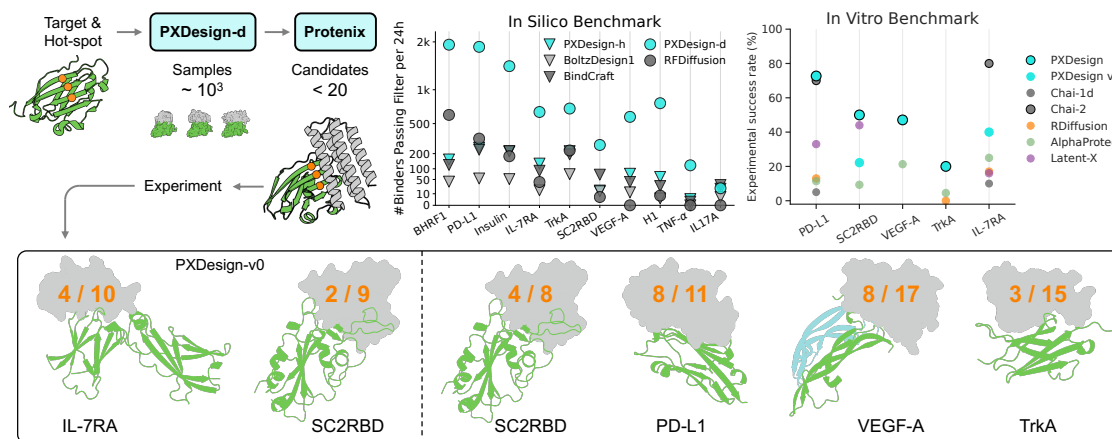 Target &
Hot-spot
PXDesign-d
Protenix
Samples
~ 10³
Candidates
< 20
Experiment
In Silico Benchmark
#Binders Passing Filter per 24h
2k
1k
500
200
100
50
0
PXDesign-h
BoltzDesign1
BindCraft
PXDesign-d
RFDiffusion
BHRF1
PD-L1
Insulin
IL-7RA
TrkA
SC2RBD
VEGF-A
H1
TNF-α
IL17A
In Vitro Benchmark
Experimental success rate (%)
100
80
60
40
20
0
PD-L1
SC2RBD
VEGF-A
TrkA
IL-7RA
PXDesign
PXDesign v
Chai-1d
Chai-2
RDiffusion
AlphaProte
Latent-X
PXDesign-v0
4 / 10
2 / 9
4 / 8
8 / 11
8 / 17
3 / 15
IL-7RA
SC2RBD
SC2RBD
PD-L1
VEGF-A
TrkA